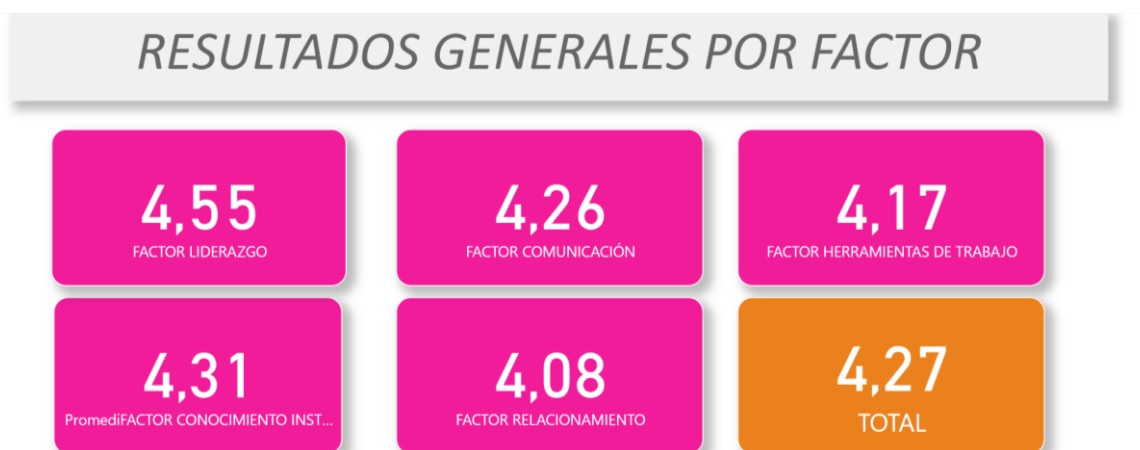 RESULTADOS GENERALES POR FACTOR
4,55
FACTOR LIDERAZGO
4,26
FACTOR COMUNICACIÓN
4,17
FACTOR HERRAMIENTAS DE TRABAJO
4,31
PromediFACTOR CONOCIMIENTO INST...
4,08
FACTOR RELACIONAMIENTO
4,27
TOTAL